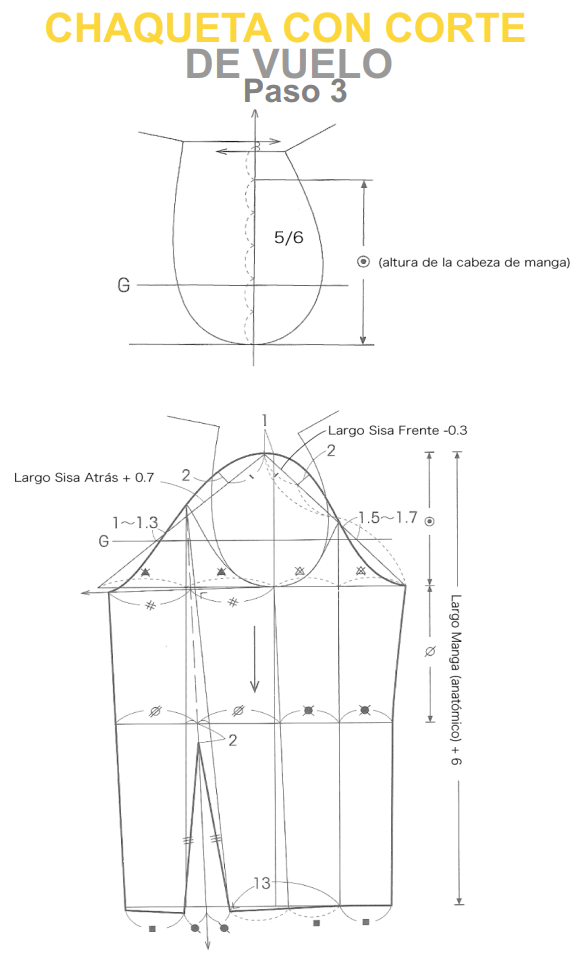 CHAQUETA CON CORTE
DE VUELO
Paso 3
3
5/6
(altura de la cabeza de manga)
G
1
Largo Sisa Frente -0.3
2
2
Largo Sisa Atrás + 0.7
1～1.3
1.5～1.7
G
Largo Manga (anatómico) + 6
2
13